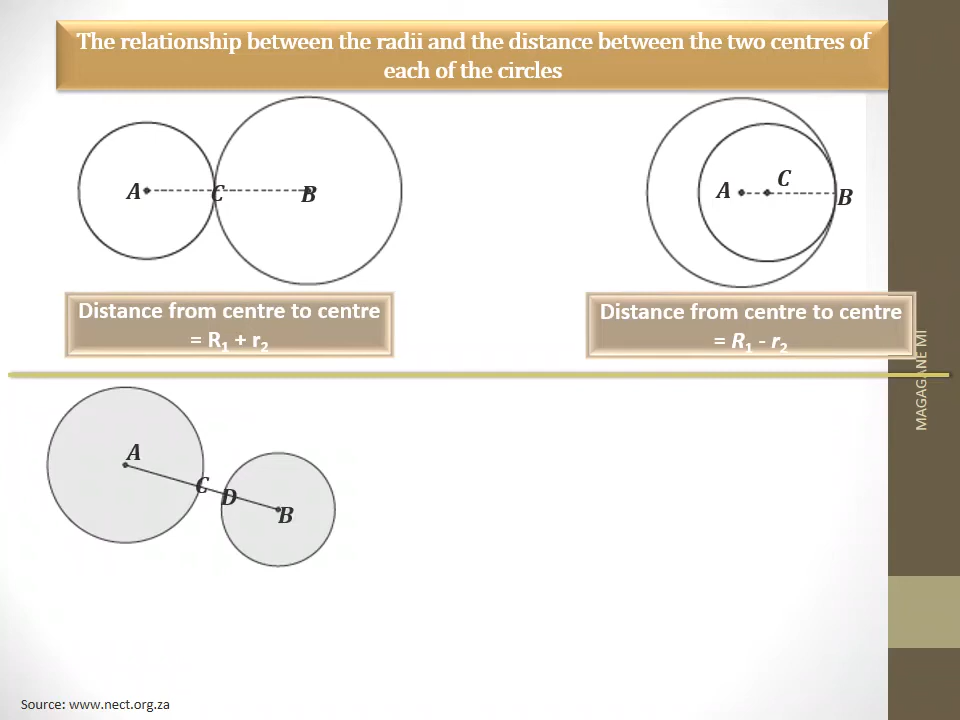 The relationship between the radii and the distance between the two centres of
each of the circles
A
C
B
A
C
B
Distance from centre to centre
= R₁ + r₂
Distance from centre to centre
= R₁ - r₂
MAGAGANE MI
A
C
D
B
Source: www.nect.org.za